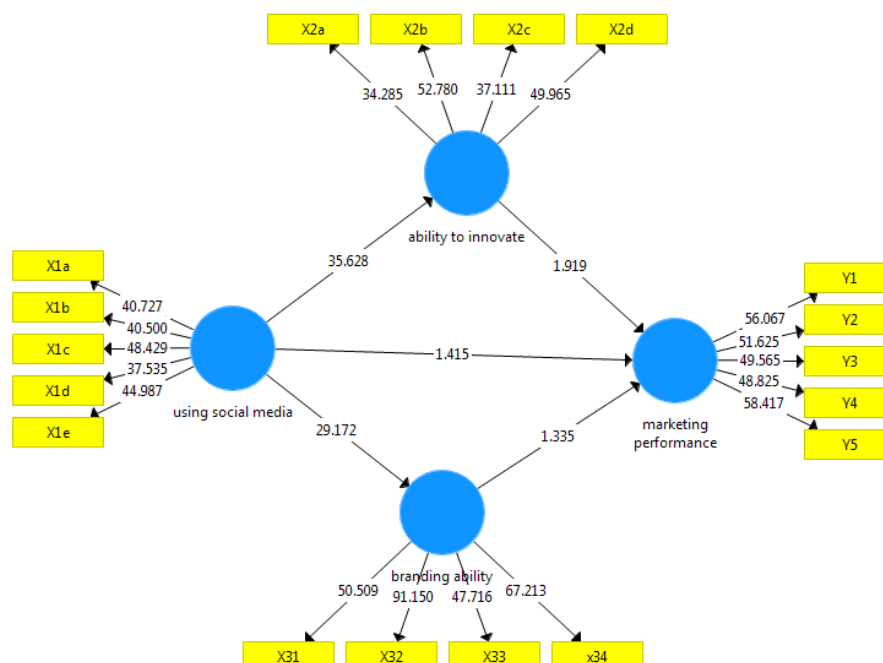 X2a
X2b
X2c
X2d
34.285
52.780
37.111
49.965
ability to innovate
35.628
1.919
X1a
X1b
X1c
X1d
X1e
40.727
40.500
48.429
37.535
44.987
using social media
1.415
29.172
1.335
marketing
performance
56.067
51.625
49.565
48.825
58.417
Y1
Y2
Y3
Y4
Y5
branding ability
50.509
91.150
47.716
67.213
X31
X32
X33
x34